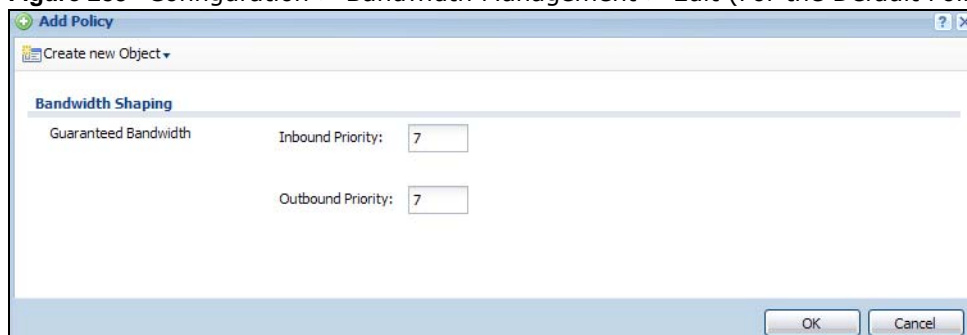 Add Policy ?
Create new Object
Bandwidth Shaping
Guaranteed Bandwidth Inbound Priority: 7
Outbound Priority: 7
OK Cancel